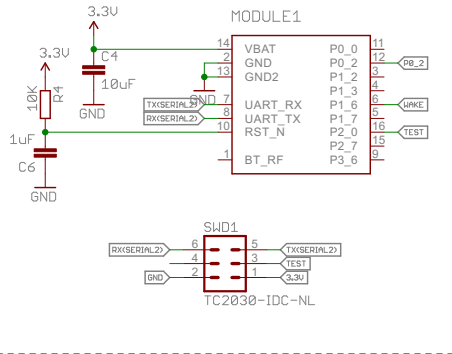 3.3V
MODULE1
3.3V
C4
10uF
GND
10K
R4
1uF
C6
GND
14 VBAT P0_0 11
2 GND P0_2 12 P0_2
13 GND2 P1_2 3
GND P1_3 4
TX(SERIAL2) 7 UART_RX P1_6 6 WAKE
RX(SERIAL2) 8 UART_TX P1_7 5
10 RST_N P2_0 16 TEST
P2_7 15
1 BT_RF P3_6 9
SWD1
RX(SERIAL2) 6 5 TX(SERIAL2)
4 3 TEST
GND 2 1 3.3V
TC2030-IDC-NL